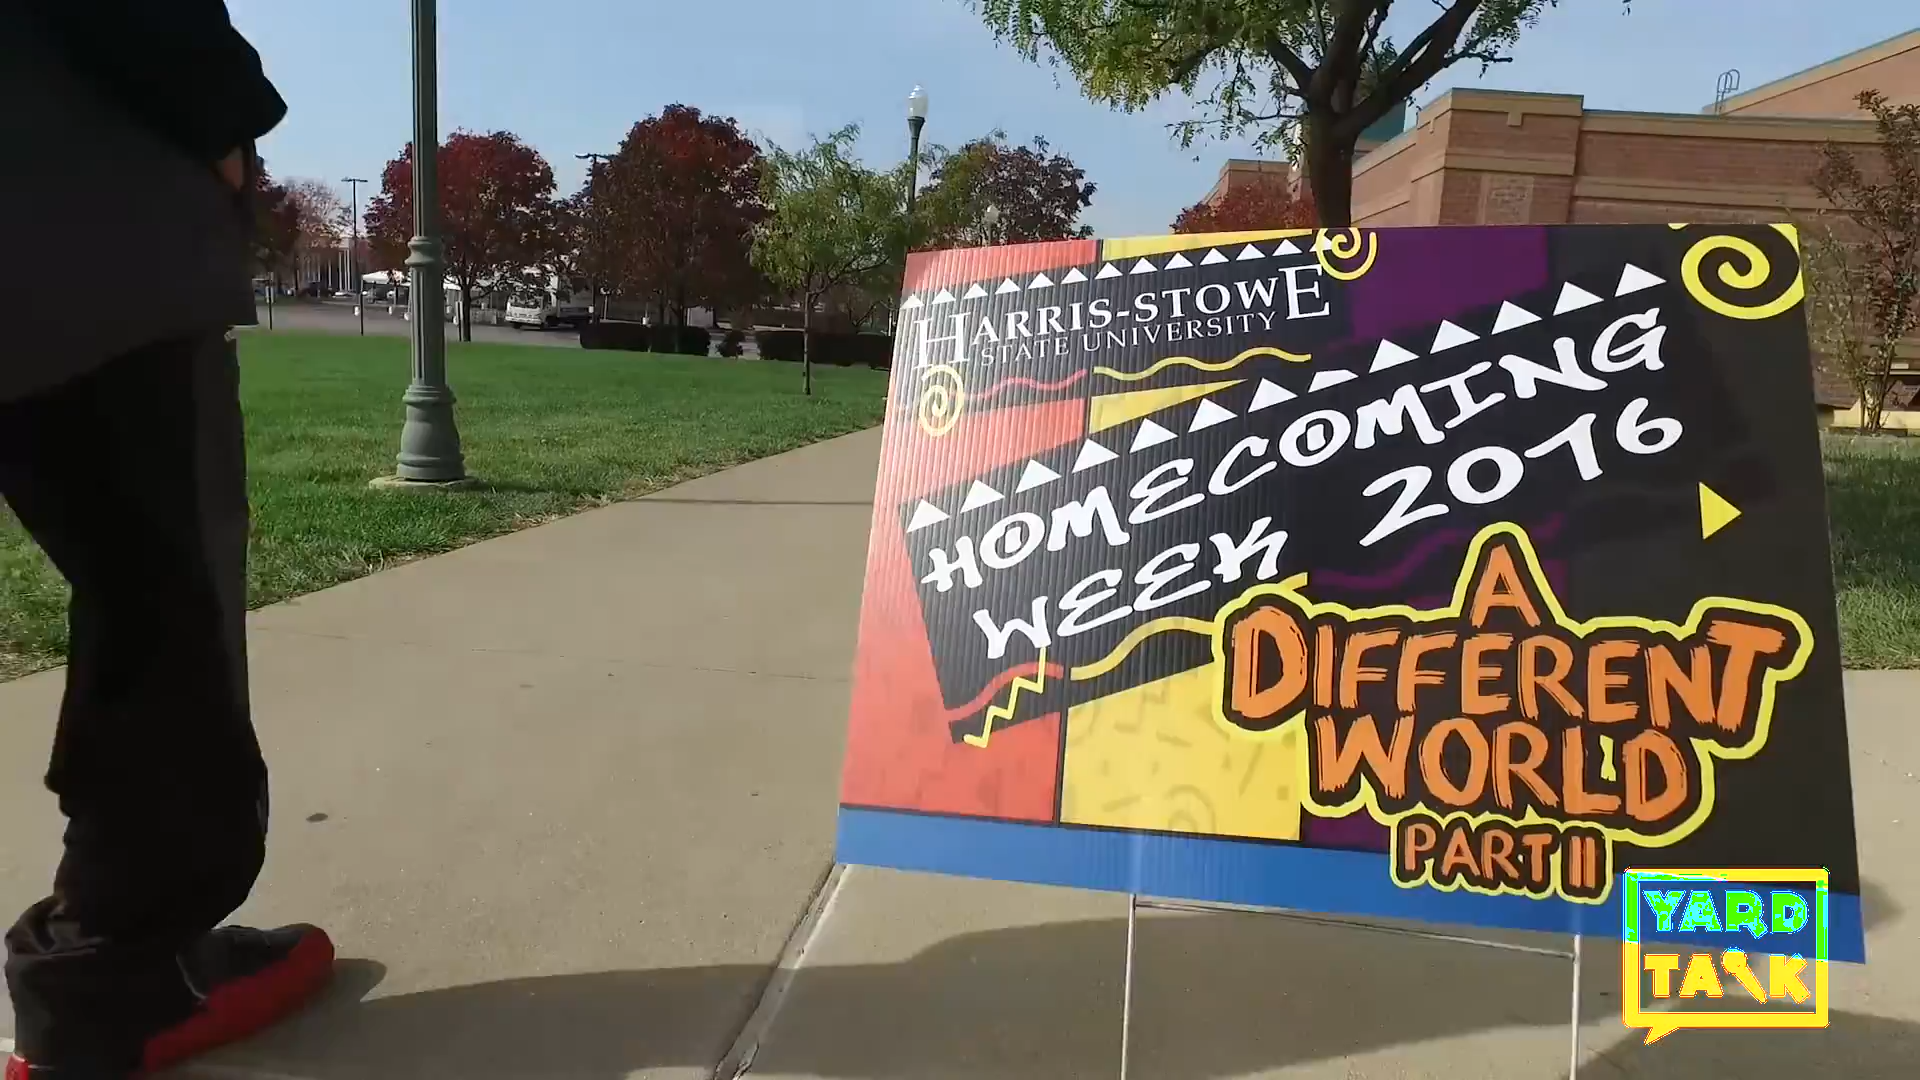 HARRIS-STOWE
STATE UNIVERSITY
HOMECOMING
WEEK 2016
A
DIFFERENT
WORLD
PART II
YARD
TALK